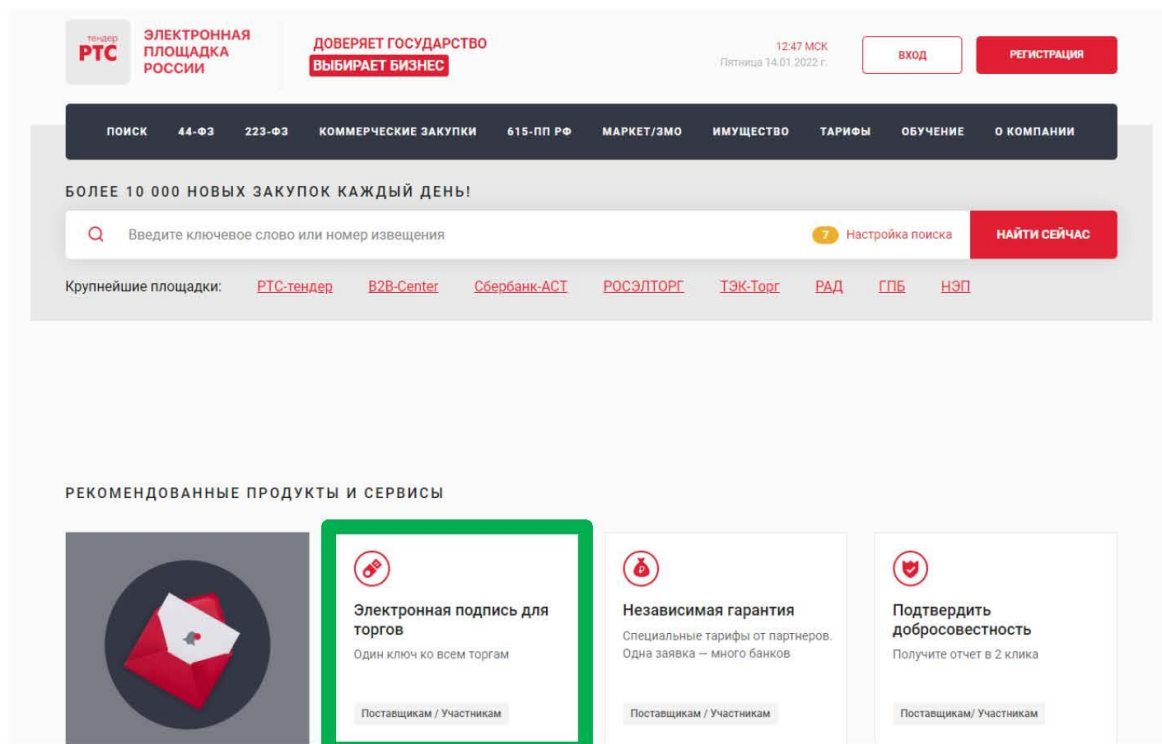 тендер
РТС
ЭЛЕКТРОННАЯ
ПЛОЩАДКА
РОССИИ
ДОВЕРЯЕТ ГОСУДАРСТВО
ВЫБИРАЕТ БИЗНЕС
12:47 МСК
Пятница 14.01.2022 г.
ВХОД
РЕГИСТРАЦИЯ
ПОИСК 44-ФЗ 223-ФЗ КОММЕРЧЕСКИЕ ЗАКУПКИ 615-ПП РФ МАРКЕТ/ЗМО ИМУЩЕСТВО ТАРИФЫ ОБУЧЕНИЕ О КОМПАНИИ
БОЛЕЕ 10 000 НОВЫХ ЗАКУПОК КАЖДЫЙ ДЕНЬ!
Введите ключевое слово или номер извещения 7 Настройка поиска НАЙТИ СЕЙЧАС
Крупнейшие площадки: РТС-тендер B2B-Center Сбербанк-АСТ РОСЭЛТОРГ ТЭК-Торг РАД ГПБ НЭП
РЕКОМЕНДОВАННЫЕ ПРОДУКТЫ И СЕРВИСЫ
Электронная подпись для
торгов
Один ключ ко всем торгам
Поставщикам / Участникам
Независимая гарантия
Специальные тарифы от партнеров.
Одна заявка — много банков
Поставщикам / Участникам
Подтвердить
добросовестность
Получите отчет в 2 клика
Поставщикам/ Участникам